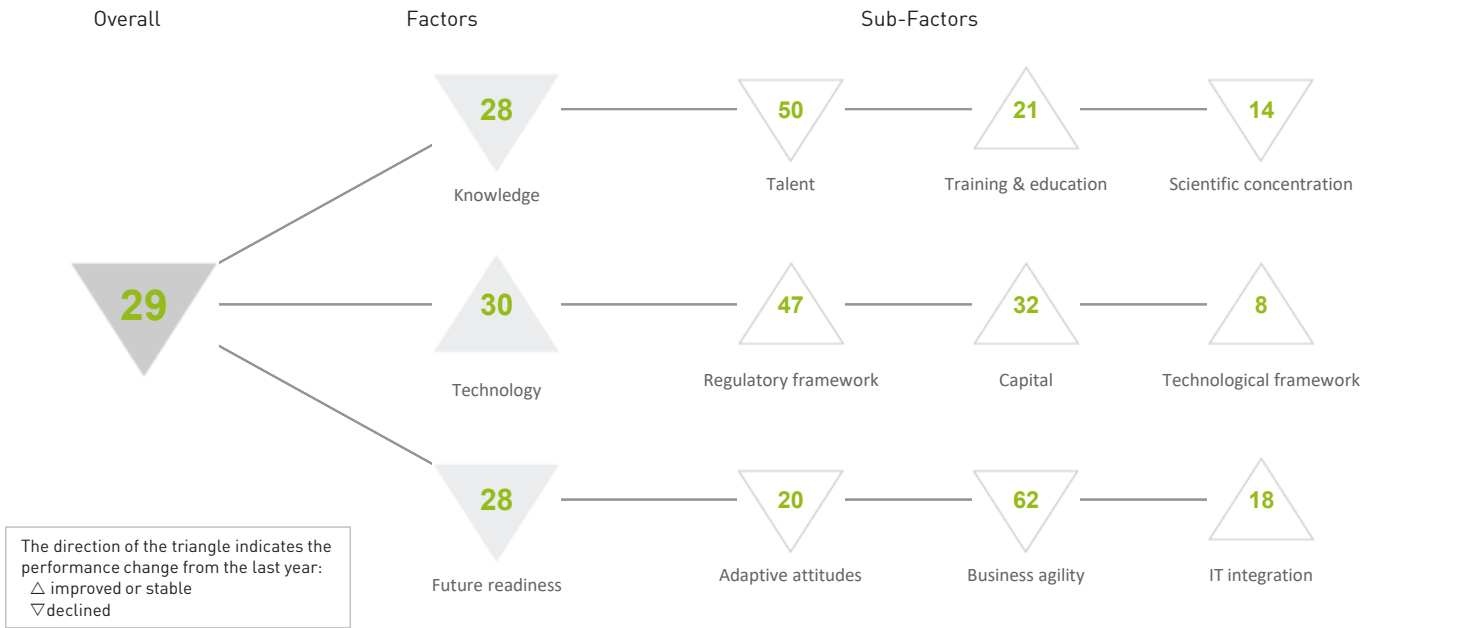 Overall Factors Sub-Factors
28 50 21 14
Knowledge Talent Training & education Scientific concentration
29 30 47 32 8
Technology Regulatory framework Capital Technological framework
28 20 62 18
Future readiness Adaptive attitudes Business agility IT integration
The direction of the triangle indicates the
performance change from the last year:
△ improved or stable
▽ declined